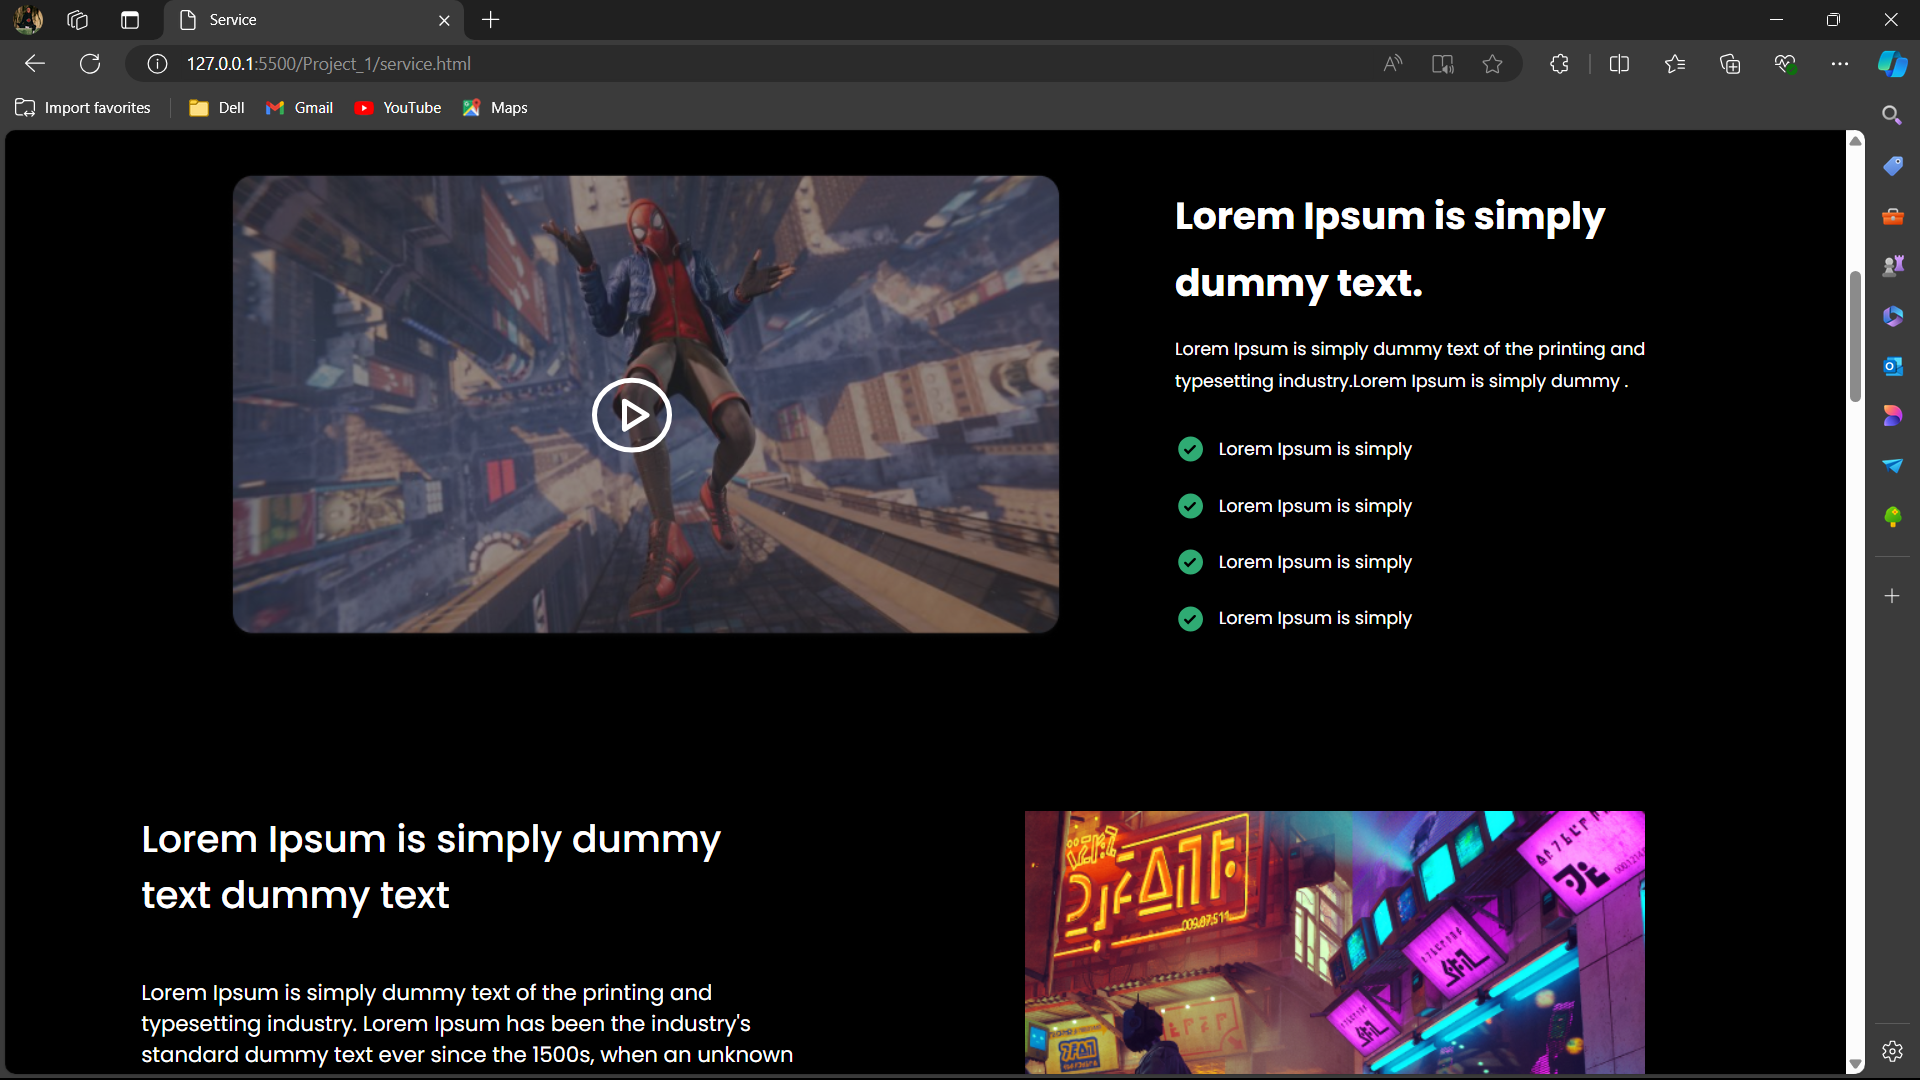 Service
127.0.0.1:5500/Project_1/service.html
Import favorites
Dell
Gmail
YouTube
Maps
Lorem Ipsum is simply
dummy text.
Lorem Ipsum is simply dummy text of the printing and
typesetting industry.Lorem Ipsum is simply dummy .
Lorem Ipsum is simply
Lorem Ipsum is simply
Lorem Ipsum is simply
Lorem Ipsum is simply
Lorem Ipsum is simply dummy
text dummy text
Lorem Ipsum is simply dummy text of the printing and
typesetting industry. Lorem Ipsum has been the industry's
standard dummy text ever since the 1500s, when an unknown